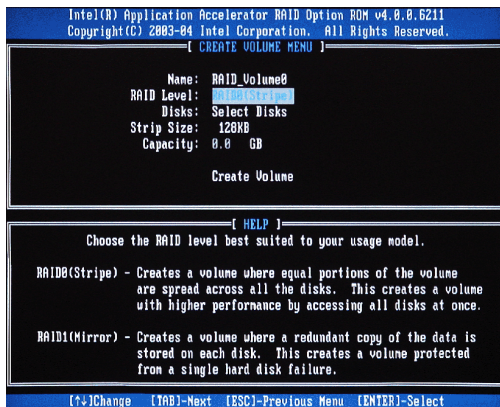 Intel(R) Application Accelerator RAID Option ROM v4.0.0.6211
Copyright(C) 2003-04 Intel Corporation. All Rights Reserved.
[ CREATE VOLUME MENU ]
Name: RAID_Volume0
RAID Level: RAID0(Stripe)
Disks: Select Disks
Strip Size: 128KB
Capacity: 0.0 GB
Create Volume
[ HELP ]
Choose the RAID level best suited to your usage model.
RAID0(Stripe) - Creates a volume where equal portions of the volume
are spread across all the disks. This creates a volume
with higher performance by accessing all disks at once.
RAID1(Mirror) - Creates a volume where a redundant copy of the data is
stored on each disk. This creates a volume protected
from a single hard disk failure.
[↑↓]Change [TAB]-Next [ESC]-Previous Menu [ENTER]-Select